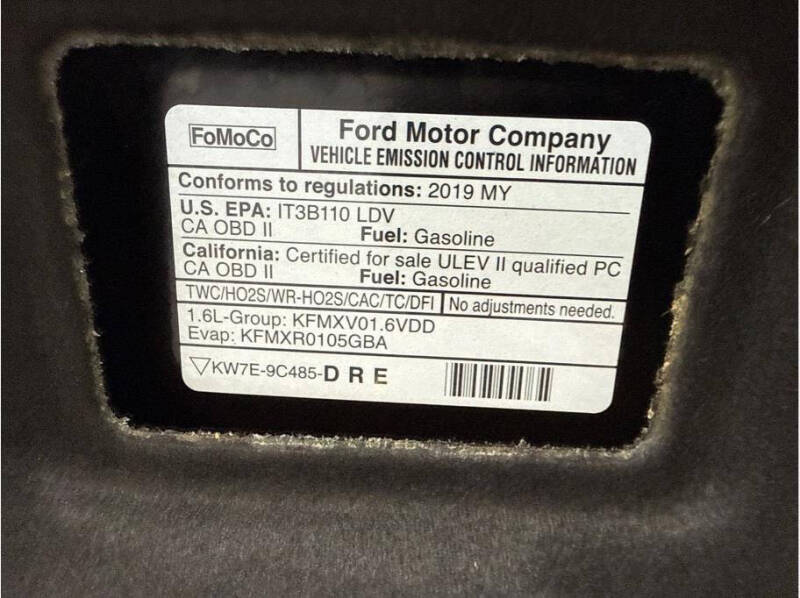 FoMoCo
Ford Motor Company
VEHICLE EMISSION CONTROL INFORMATION
Conforms to regulations: 2019 MY
U.S. EPA: IT3B110 LDV
CA OBD II Fuel: Gasoline
California: Certified for sale ULEV II qualified PC
CA OBD II Fuel: Gasoline
TWC/HO2S/WR-HO2S/CAC/TC/DFI No adjustments needed.
1.6L-Group: KFMXV01.6VDD
Evap: KFMXR0105GBA
▽KW7E-9C485-D R E